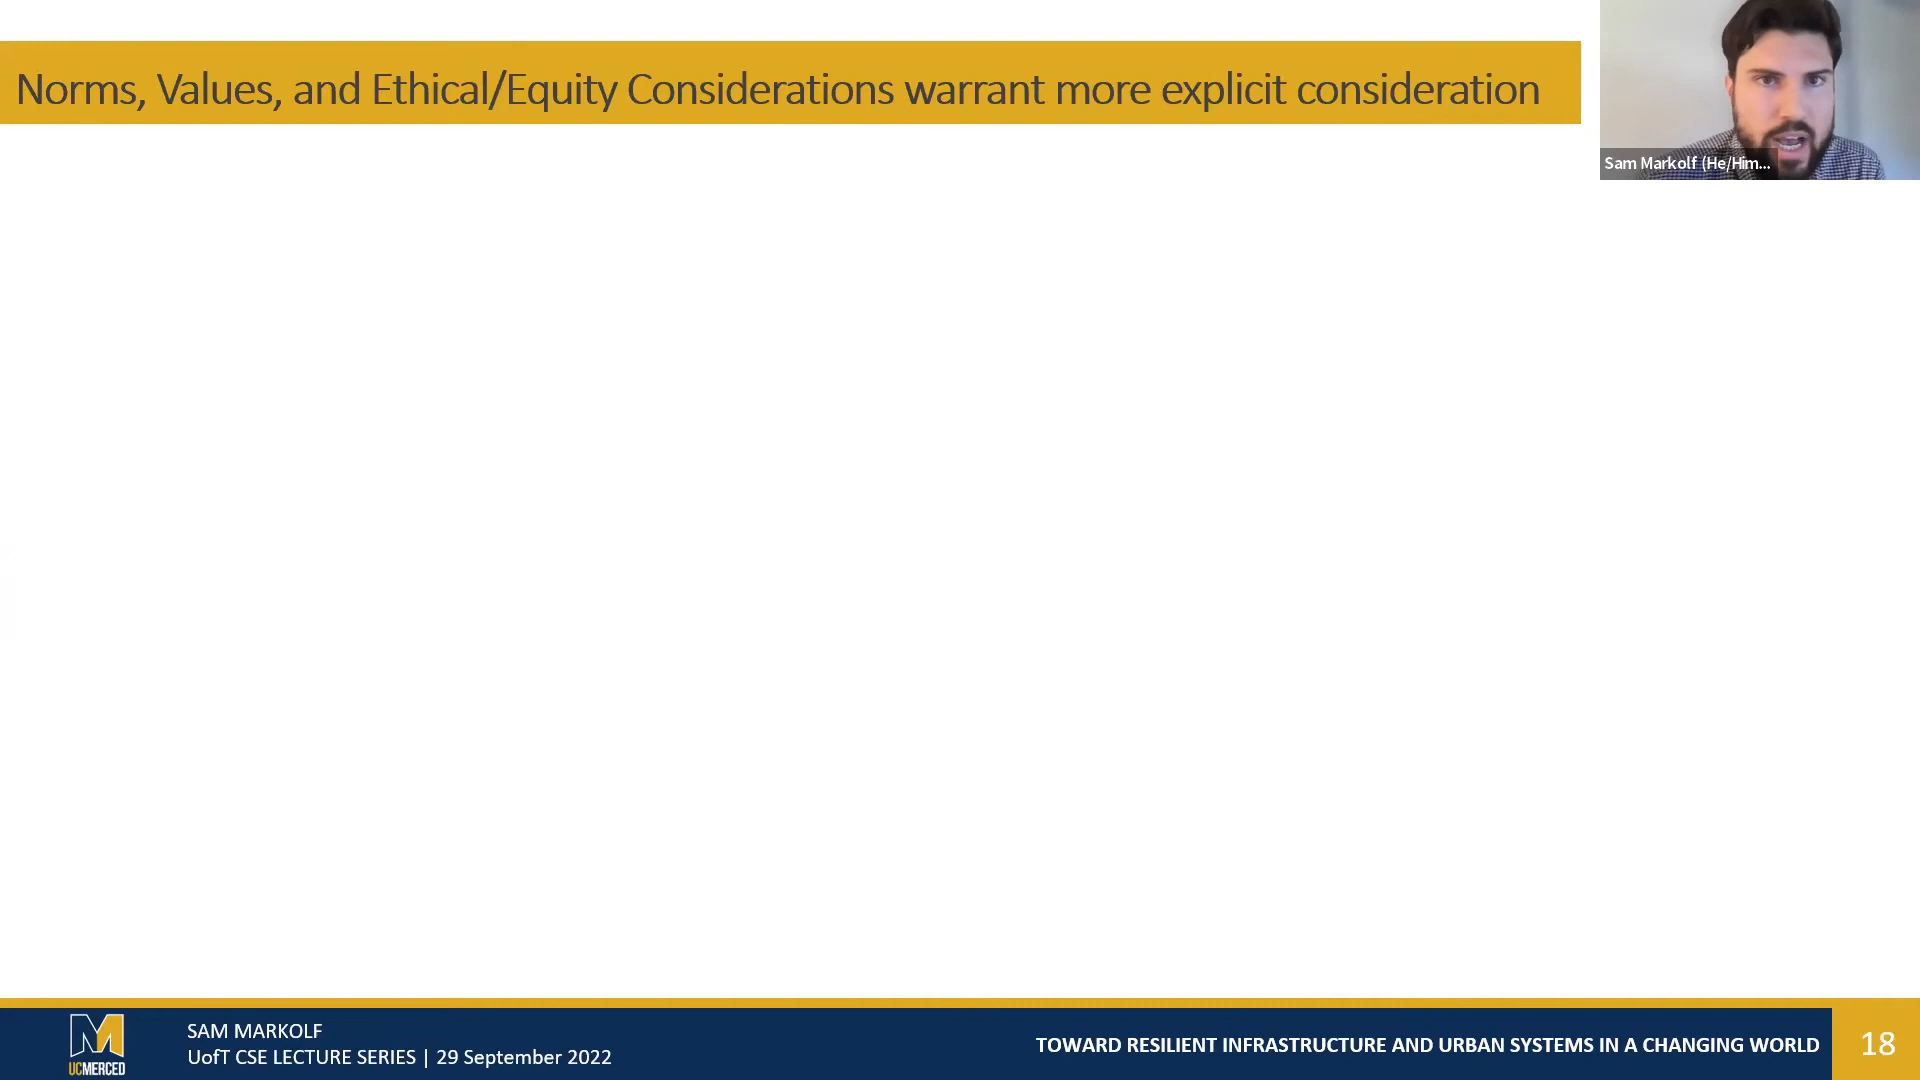 Norms, Values, and Ethical/Equity Considerations warrant more explicit consideration
Sam Markolf (He/Him...
UCMERCED
SAM MARKOLF
UofT CSE LECTURE SERIES | 29 September 2022
TOWARD RESILIENT INFRASTRUCTURE AND URBAN SYSTEMS IN A CHANGING WORLD
18